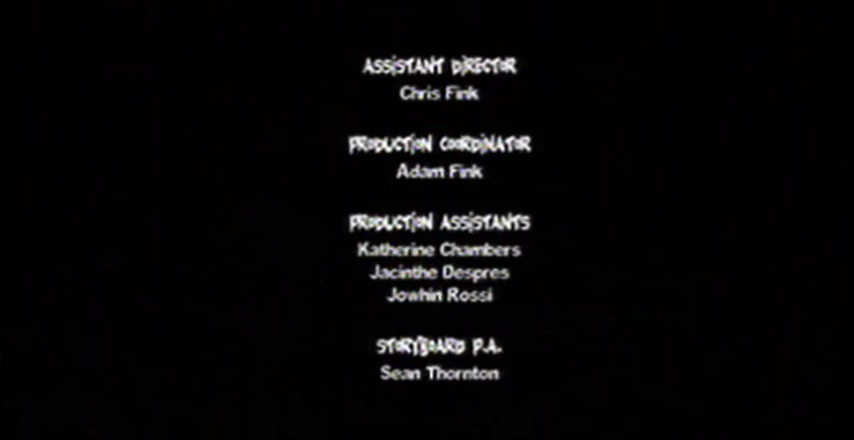 ASSiSTANT DiRECTOR
Chris Fink
PRODUCTiON COORDiNATOR
Adam Fink
PRODUCTiON ASSiSTANTS
Katherine Chambers
Jacinthe Despres
Jowhin Rossi
STORYBOARD P.A.
Sean Thornton